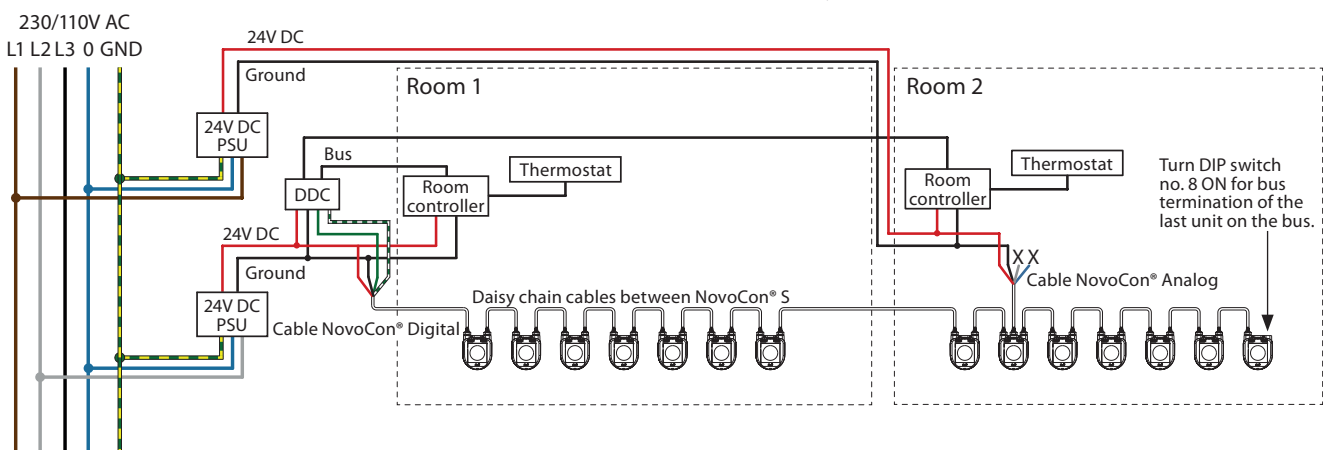 230/110V AC
L1 L2 L3 0 GND
24V DC
Ground
24V DC
PSU
Room 1
Room 2
Bus
Thermostat
DDC
Room
controller
Thermostat
Room
controller
Turn DIP switch
no. 8 ON for bus
termination of the
last unit on the bus.
24V DC
Ground
X X
Cable NovoCon® Analog
24V DC
PSU
Daisy chain cables between NovoCon® S
Cable NovoCon® Digital